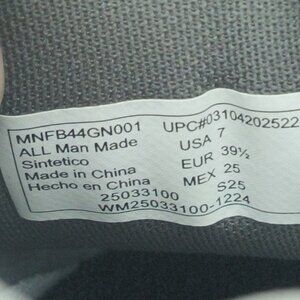 MNFB44GN001 UPC#03104202522
ALL Man Made USA 7
Sintetico EUR 39½
Made in China MEX 25
Hecho en China S25
25033100
WM25033100-1224